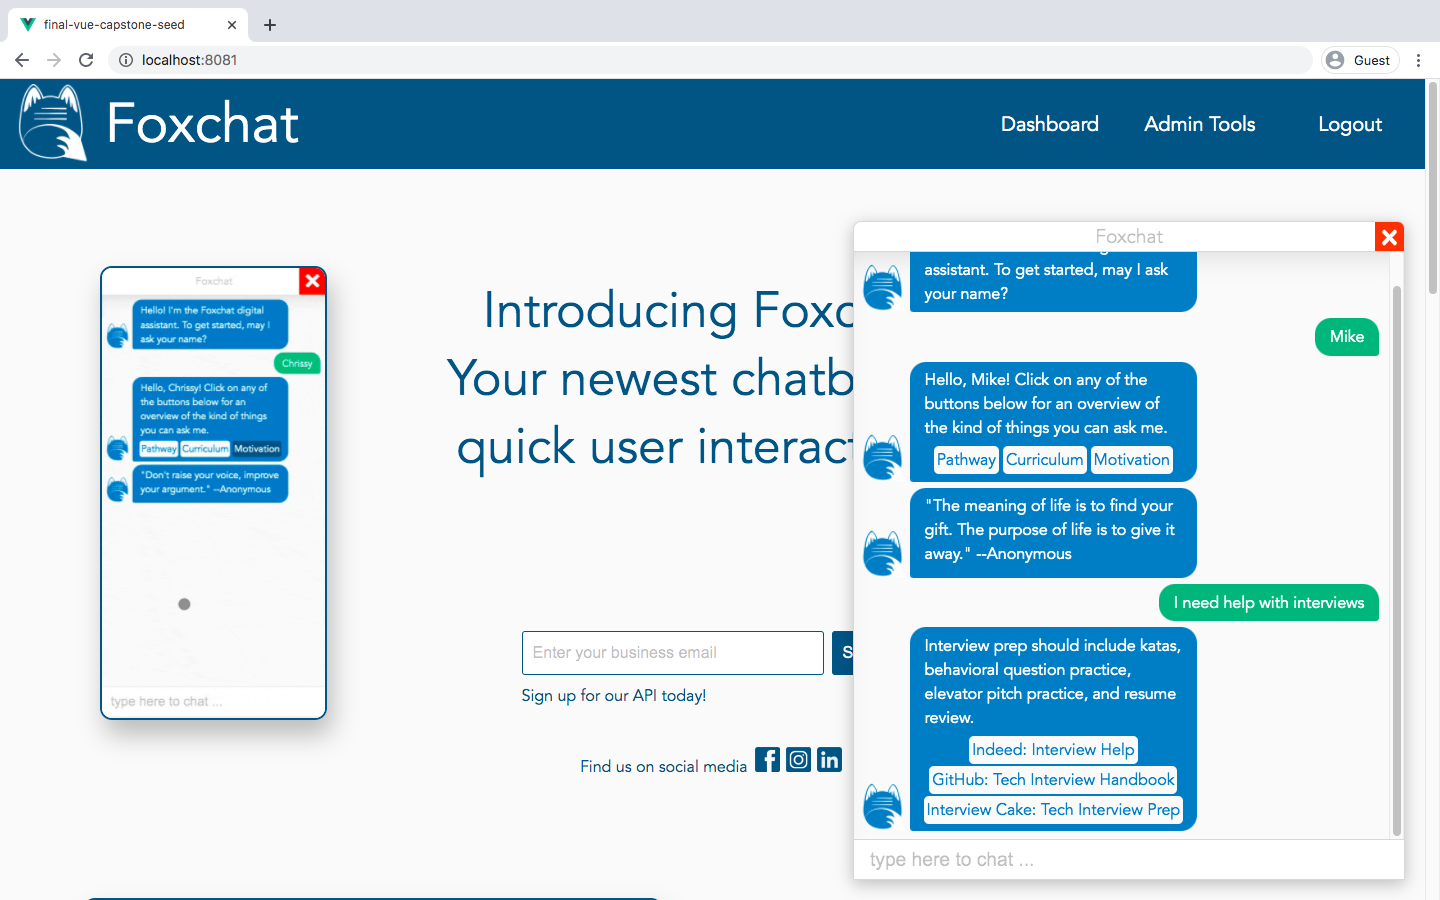 final-vue-capstone-seed
localhost:8081
Guest
Foxchat
Dashboard
Admin Tools
Logout
Foxchat
Hello! I'm the Foxchat digital
assistant. To get started, may I
ask your name?
Chrissy
Hello, Chrissy! Click on any of
the buttons below for an
overview of the kind of things
you can ask me.
Pathway Curriculum Motivation
"Don't raise your voice, improve
your argument." --Anonymous
type here to chat ...
Introducing Foxc
Your newest chatb
quick user interact
Enter your business email
S
Sign up for our API today!
Find us on social media
Foxchat
assistant. To get started, may I ask
your name?
Mike
Hello, Mike! Click on any of the
buttons below for an overview of
the kind of things you can ask me.
Pathway Curriculum Motivation
"The meaning of life is to find your
gift. The purpose of life is to give it
away." --Anonymous
I need help with interviews
Interview prep should include katas,
behavioral question practice,
elevator pitch practice, and resume
review.
Indeed: Interview Help
GitHub: Tech Interview Handbook
Interview Cake: Tech Interview Prep
type here to chat ...